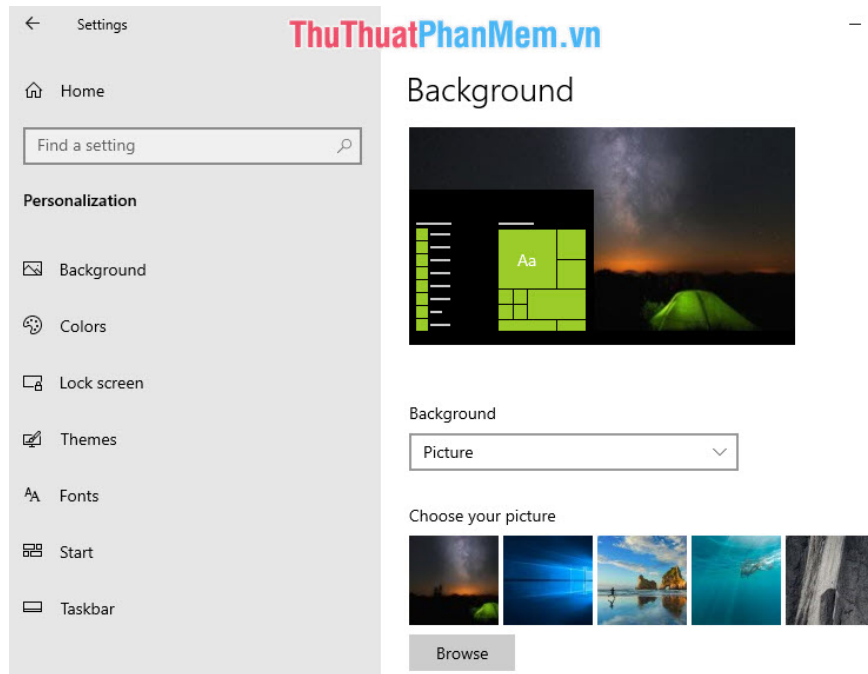 Settings
ThuThuatPhanMem.vn
Home
Find a setting
Personalization
Background
Colors
Lock screen
Themes
Fonts
Start
Taskbar
Background
Aa
Background
Picture
Choose your picture
Browse